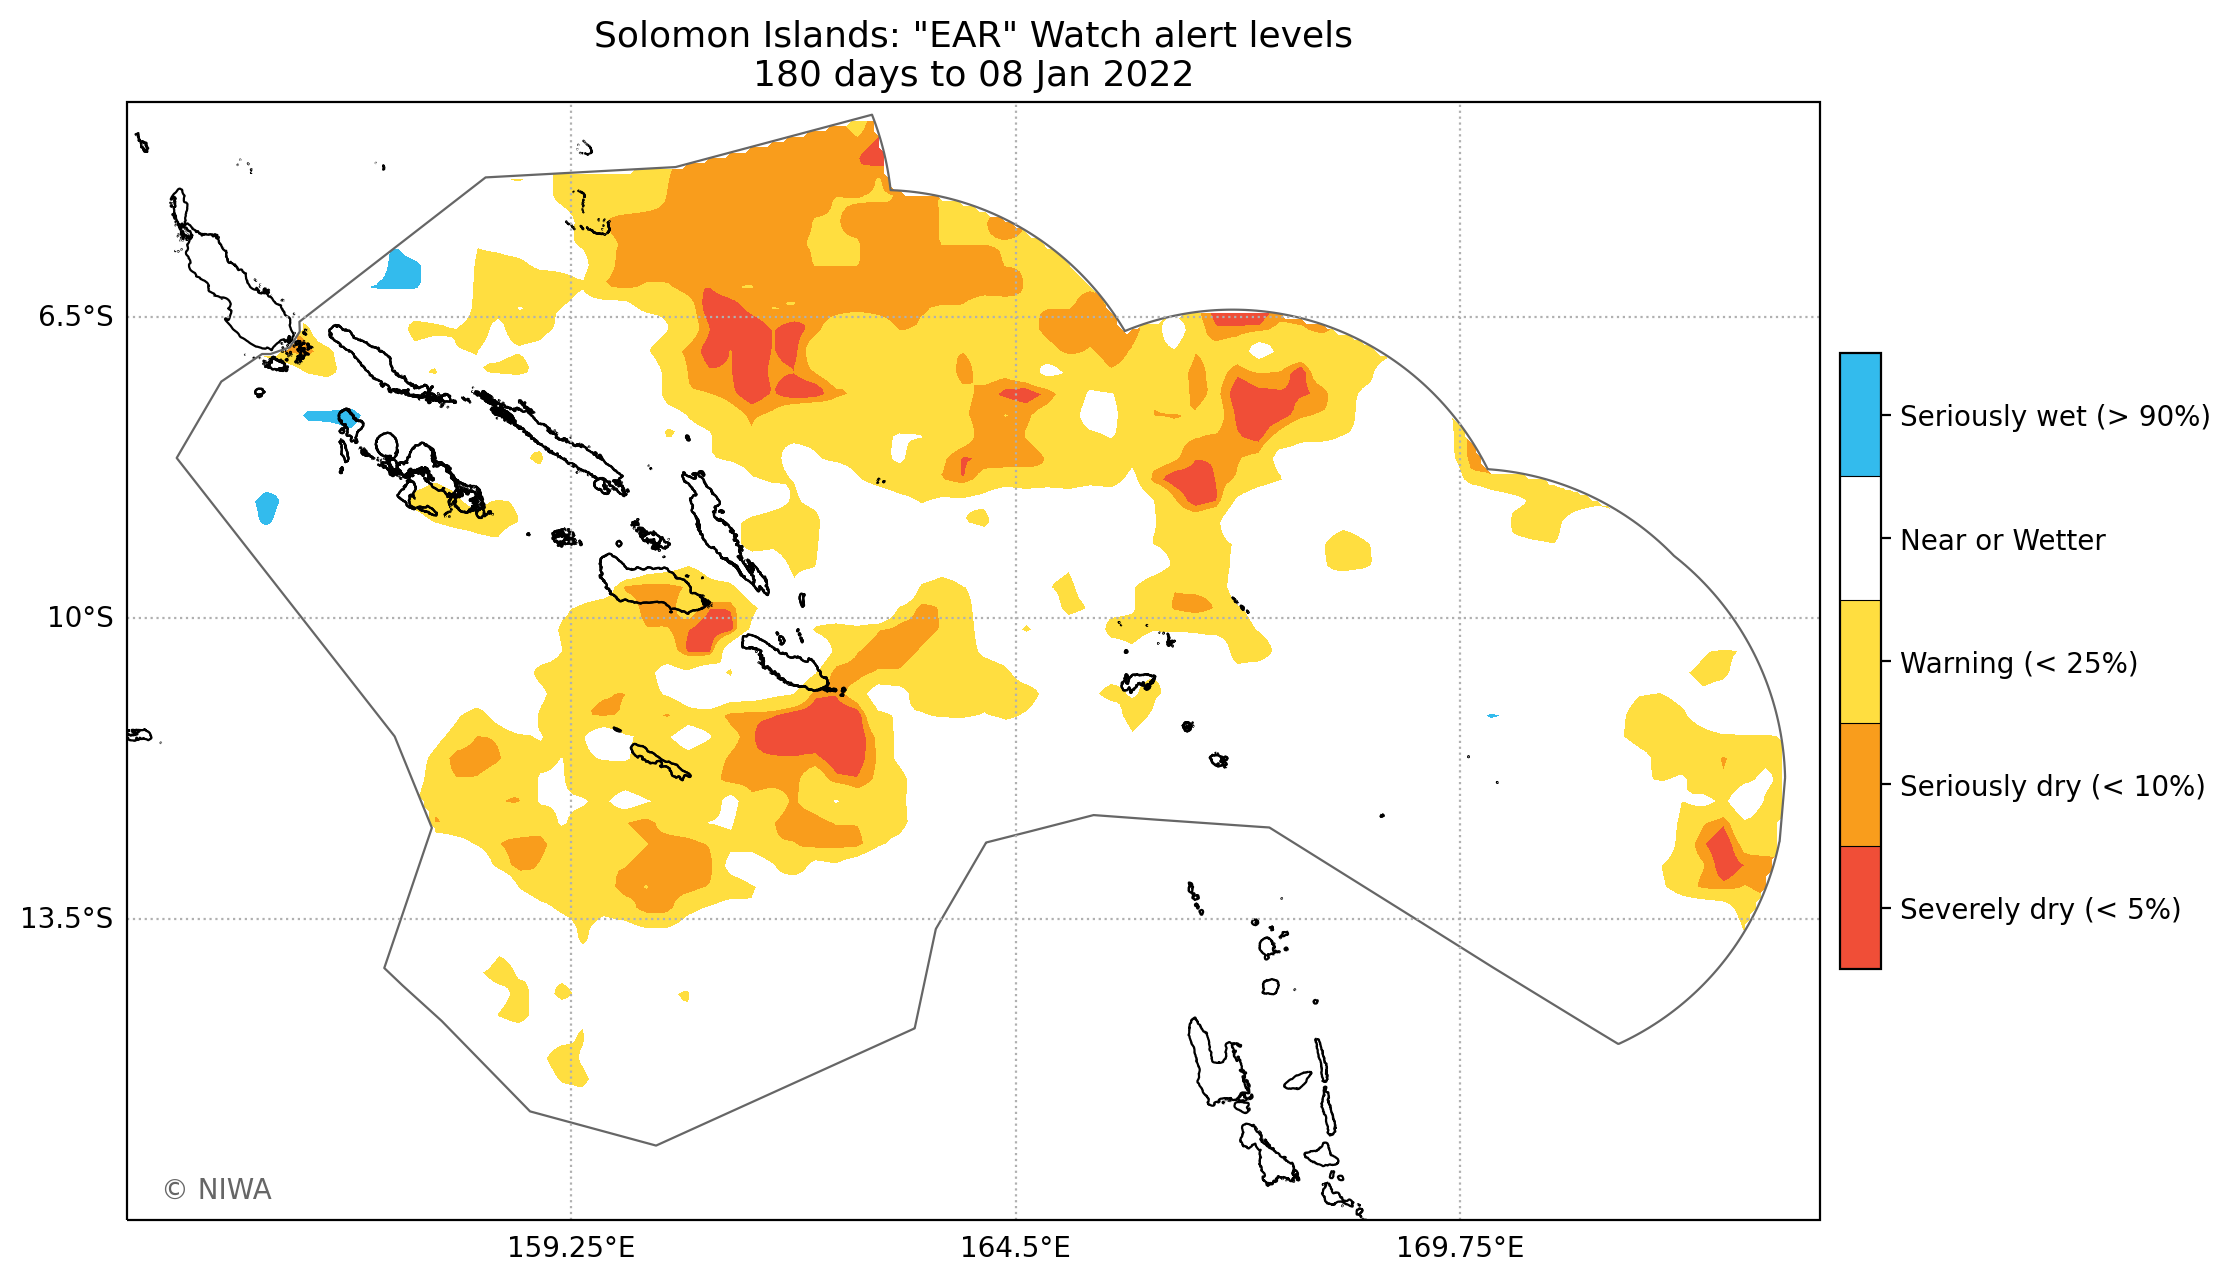 Solomon Islands: "EAR" Watch alert levels
180 days to 08 Jan 2022
6.5°S
10°S
13.5°S
159.25°E
164.5°E
169.75°E
© NIWA
Seriously wet (> 90%)
Near or Wetter
Warning (< 25%)
Seriously dry (< 10%)
Severely dry (< 5%)